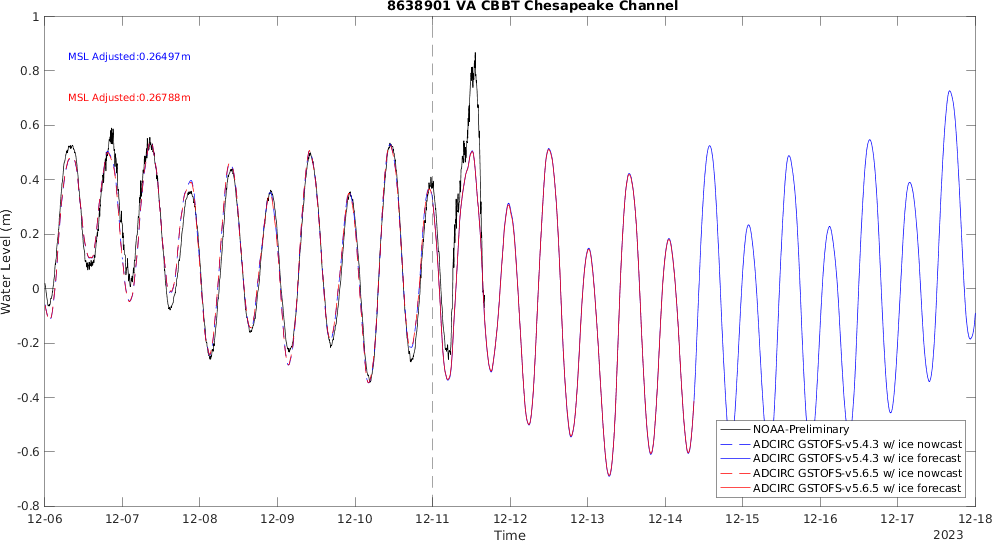 8638901 VA CBBT Chesapeake Channel
1
0.8
0.6
0.4
0.2
0
-0.2
-0.4
-0.6
-0.8
Water Level (m)
MSL Adjusted:0.26497m
MSL Adjusted:0.26788m
NOAA-Preliminary
ADCIRC GSTOFS-v5.4.3 w/ ice nowcast
ADCIRC GSTOFS-v5.4.3 w/ ice forecast
ADCIRC GSTOFS-v5.6.5 w/ ice nowcast
ADCIRC GSTOFS-v5.6.5 w/ ice forecast
12-06 12-07 12-08 12-09 12-10 12-11 12-12 12-13 12-14 12-15 12-16 12-17 12-18
Time
2023